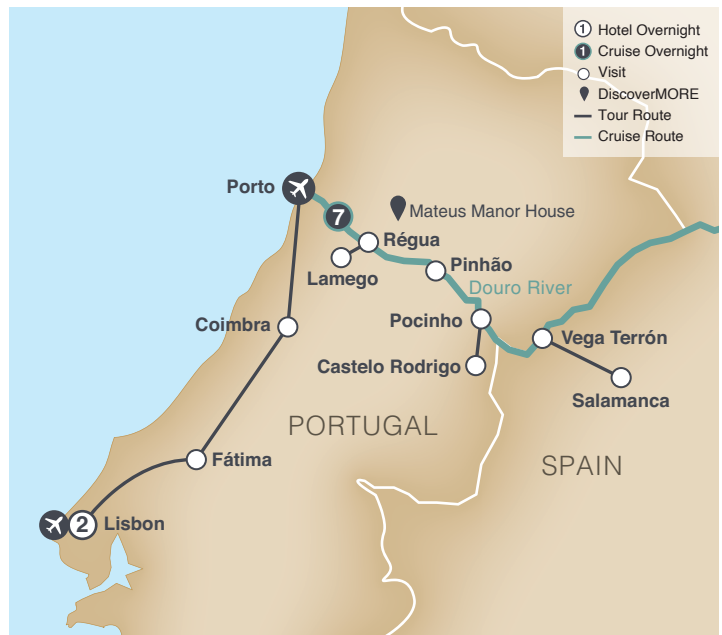 1 Hotel Overnight
1 Cruise Overnight
Visit
DiscoverMORE
Tour Route
Cruise Route
Porto
7
Mateus Manor House
Régua
Lamego
Pinhão
Douro River
Coimbra
Pocinho
Vega Terrón
Castelo Rodrigo
Salamanca
PORTUGAL
Fátima
SPAIN
2 Lisbon